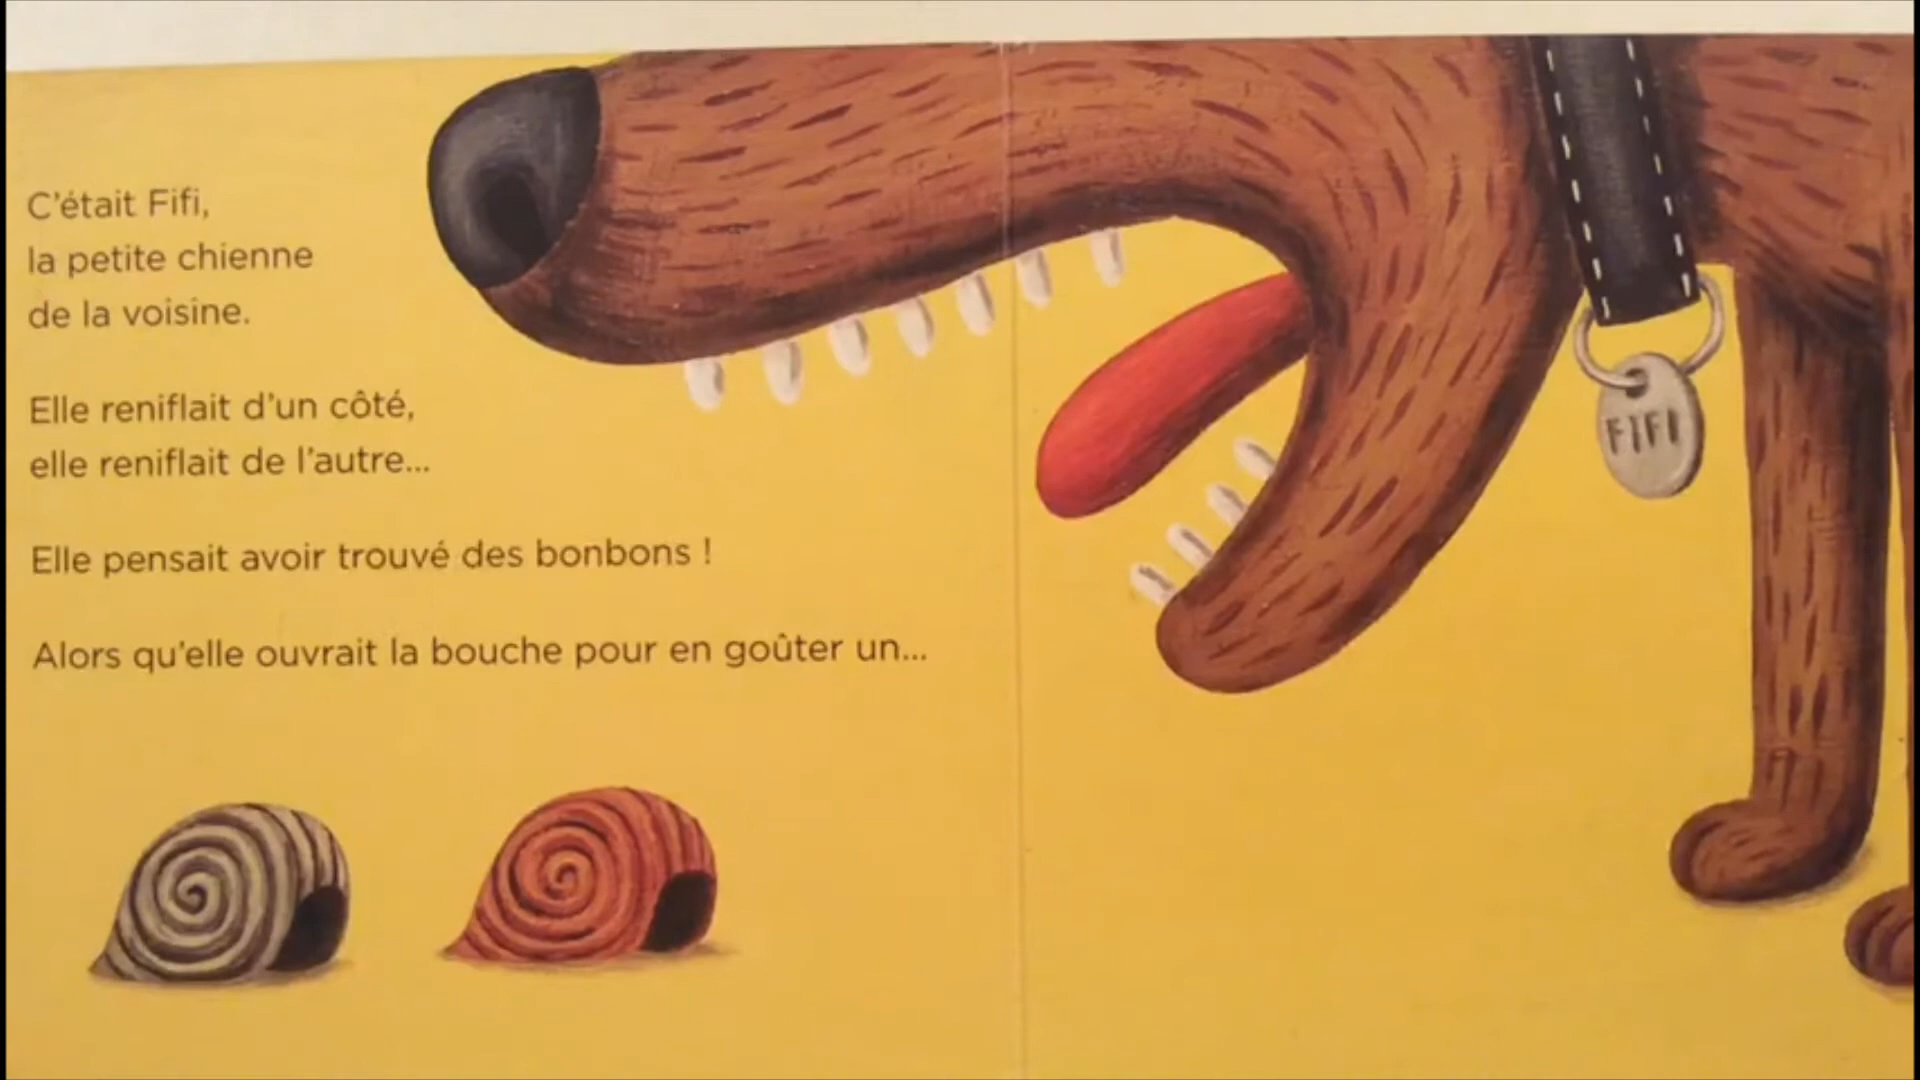 C'était Fifi,
la petite chienne
de la voisine.
Elle reniflait d'un côté,
elle reniflait de l'autre...
Elle pensait avoir trouvé des bonbons !
Alors qu'elle ouvrait la bouche pour en goûter un...
FIFI